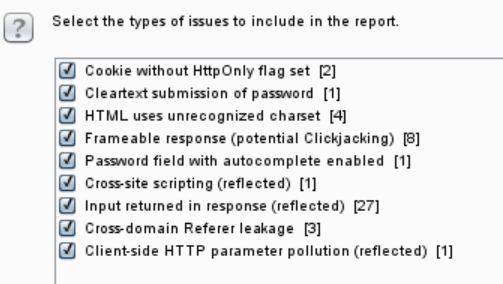 ?
Select the types of issues to include in the report.
Cookie without HttpOnly flag set [2]
Cleartext submission of password [1]
HTML uses unrecognized charset [4]
Frameable response (potential Clickjacking) [8]
Password field with autocomplete enabled [1]
Cross-site scripting (reflected) [1]
Input returned in response (reflected) [27]
Cross-domain Referer leakage [3]
Client-side HTTP parameter pollution (reflected) [1]